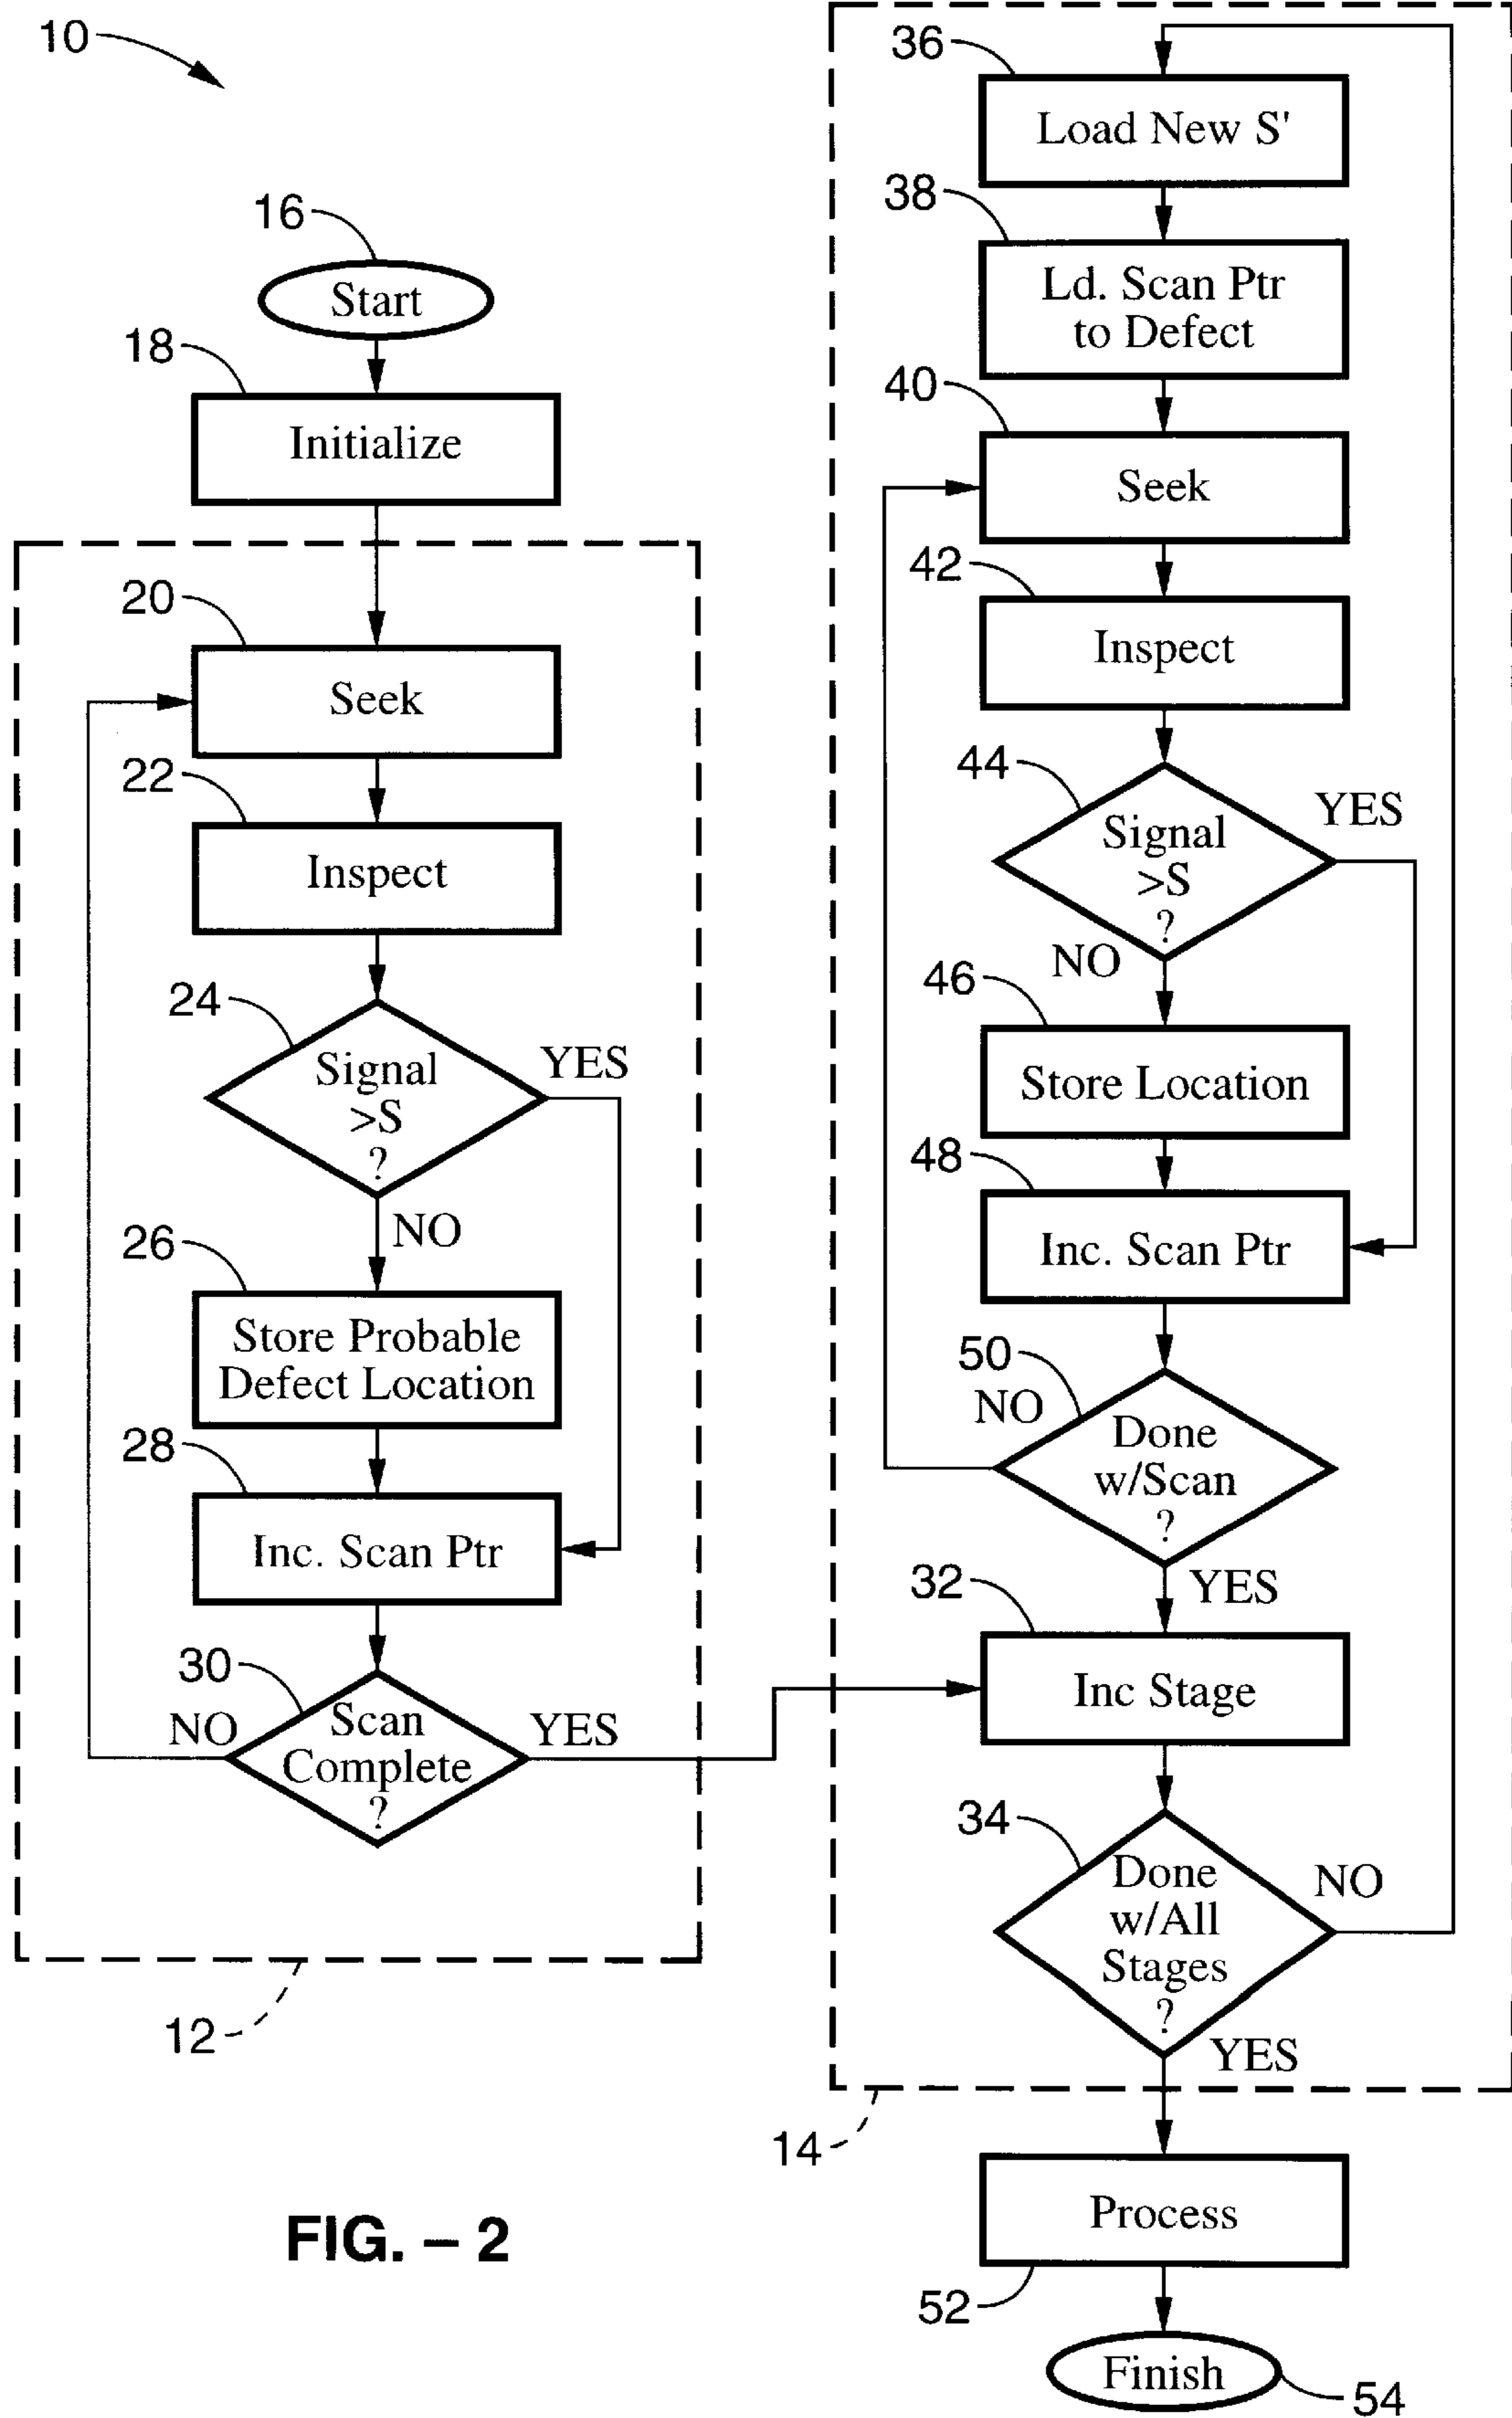 10
16
Start
18
Initialize
20
Seek
22
Inspect
24
Signal
>S
?
YES
NO
26
Store Probable
Defect Location
28
Inc. Scan Ptr
30
Scan
Complete
?
NO
YES
12
36
Load New S'
38
Ld. Scan Ptr
to Defect
40
Seek
42
Inspect
44
Signal
>S
?
YES
NO
46
Store Location
48
Inc. Scan Ptr
50
NO
Done
w/Scan
?
YES
32
Inc Stage
34
Done
w/All
Stages
?
NO
YES
14
Process
52
Finish
54
FIG. – 2